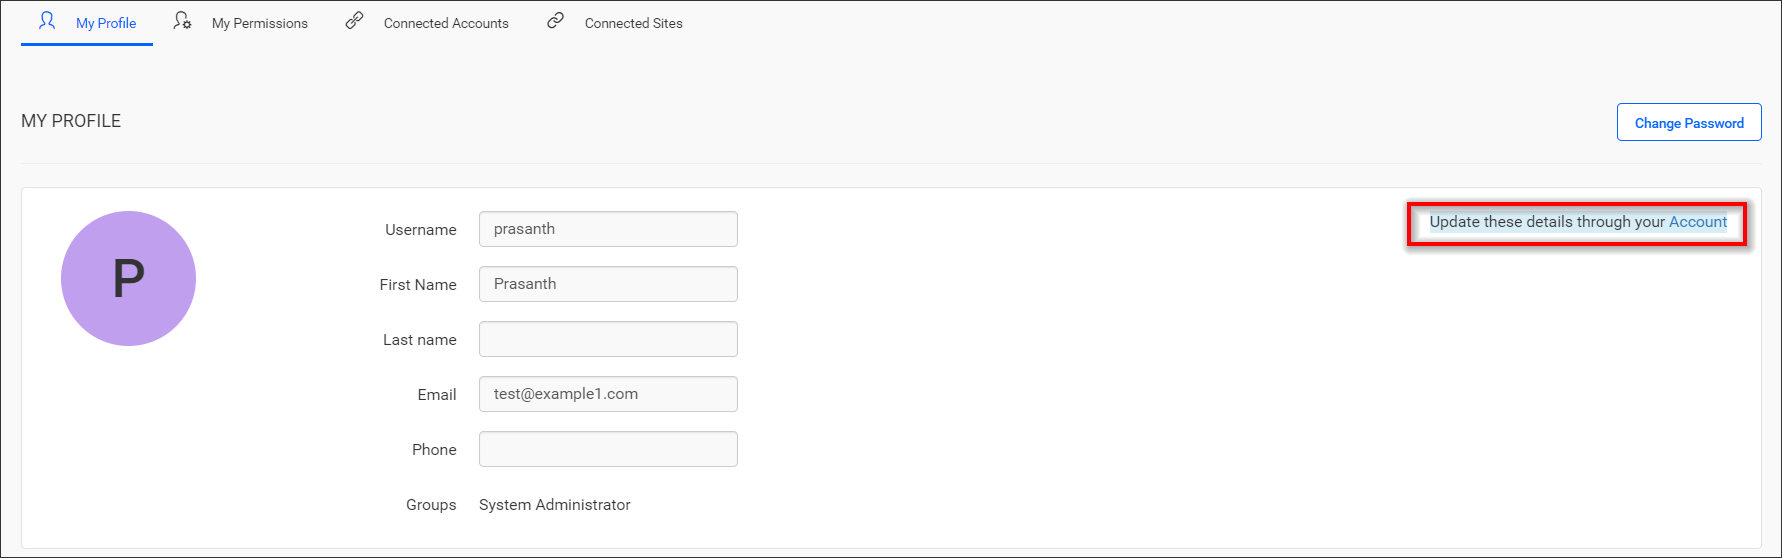 My Profile My Permissions Connected Accounts Connected Sites
MY PROFILE
Change Password
P
Update these details through your Account
Username prasanth
First Name Prasanth
Last name
Email test@example1.com
Phone
Groups System Administrator